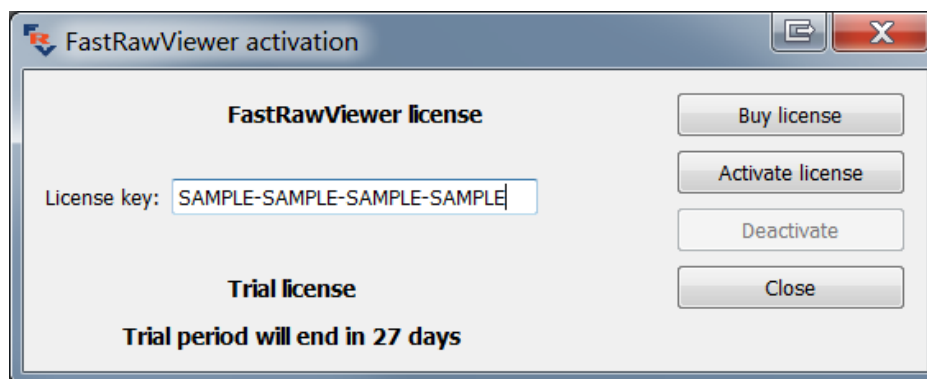 FastRawViewer activation
FastRawViewer license
Buy license
Activate license
License key: SAMPLE-SAMPLE-SAMPLE-SAMPLE
Deactivate
Trial license
Close
Trial period will end in 27 days